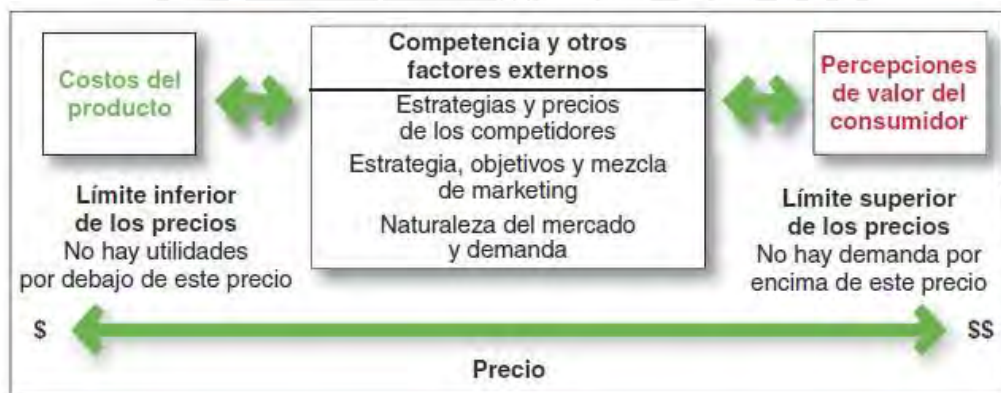 Costos del
producto
Competencia y otros
factores externos
Estrategias y precios
de los competidores
Estrategia, objetivos y mezcla
de marketing
Naturaleza del mercado
y demanda
Percepciones
de valor del
consumidor
Límite inferior
de los precios
No hay utilidades
por debajo de este precio
Límite superior
de los precios
No hay demanda por
encima de este precio
$
$$
Precio